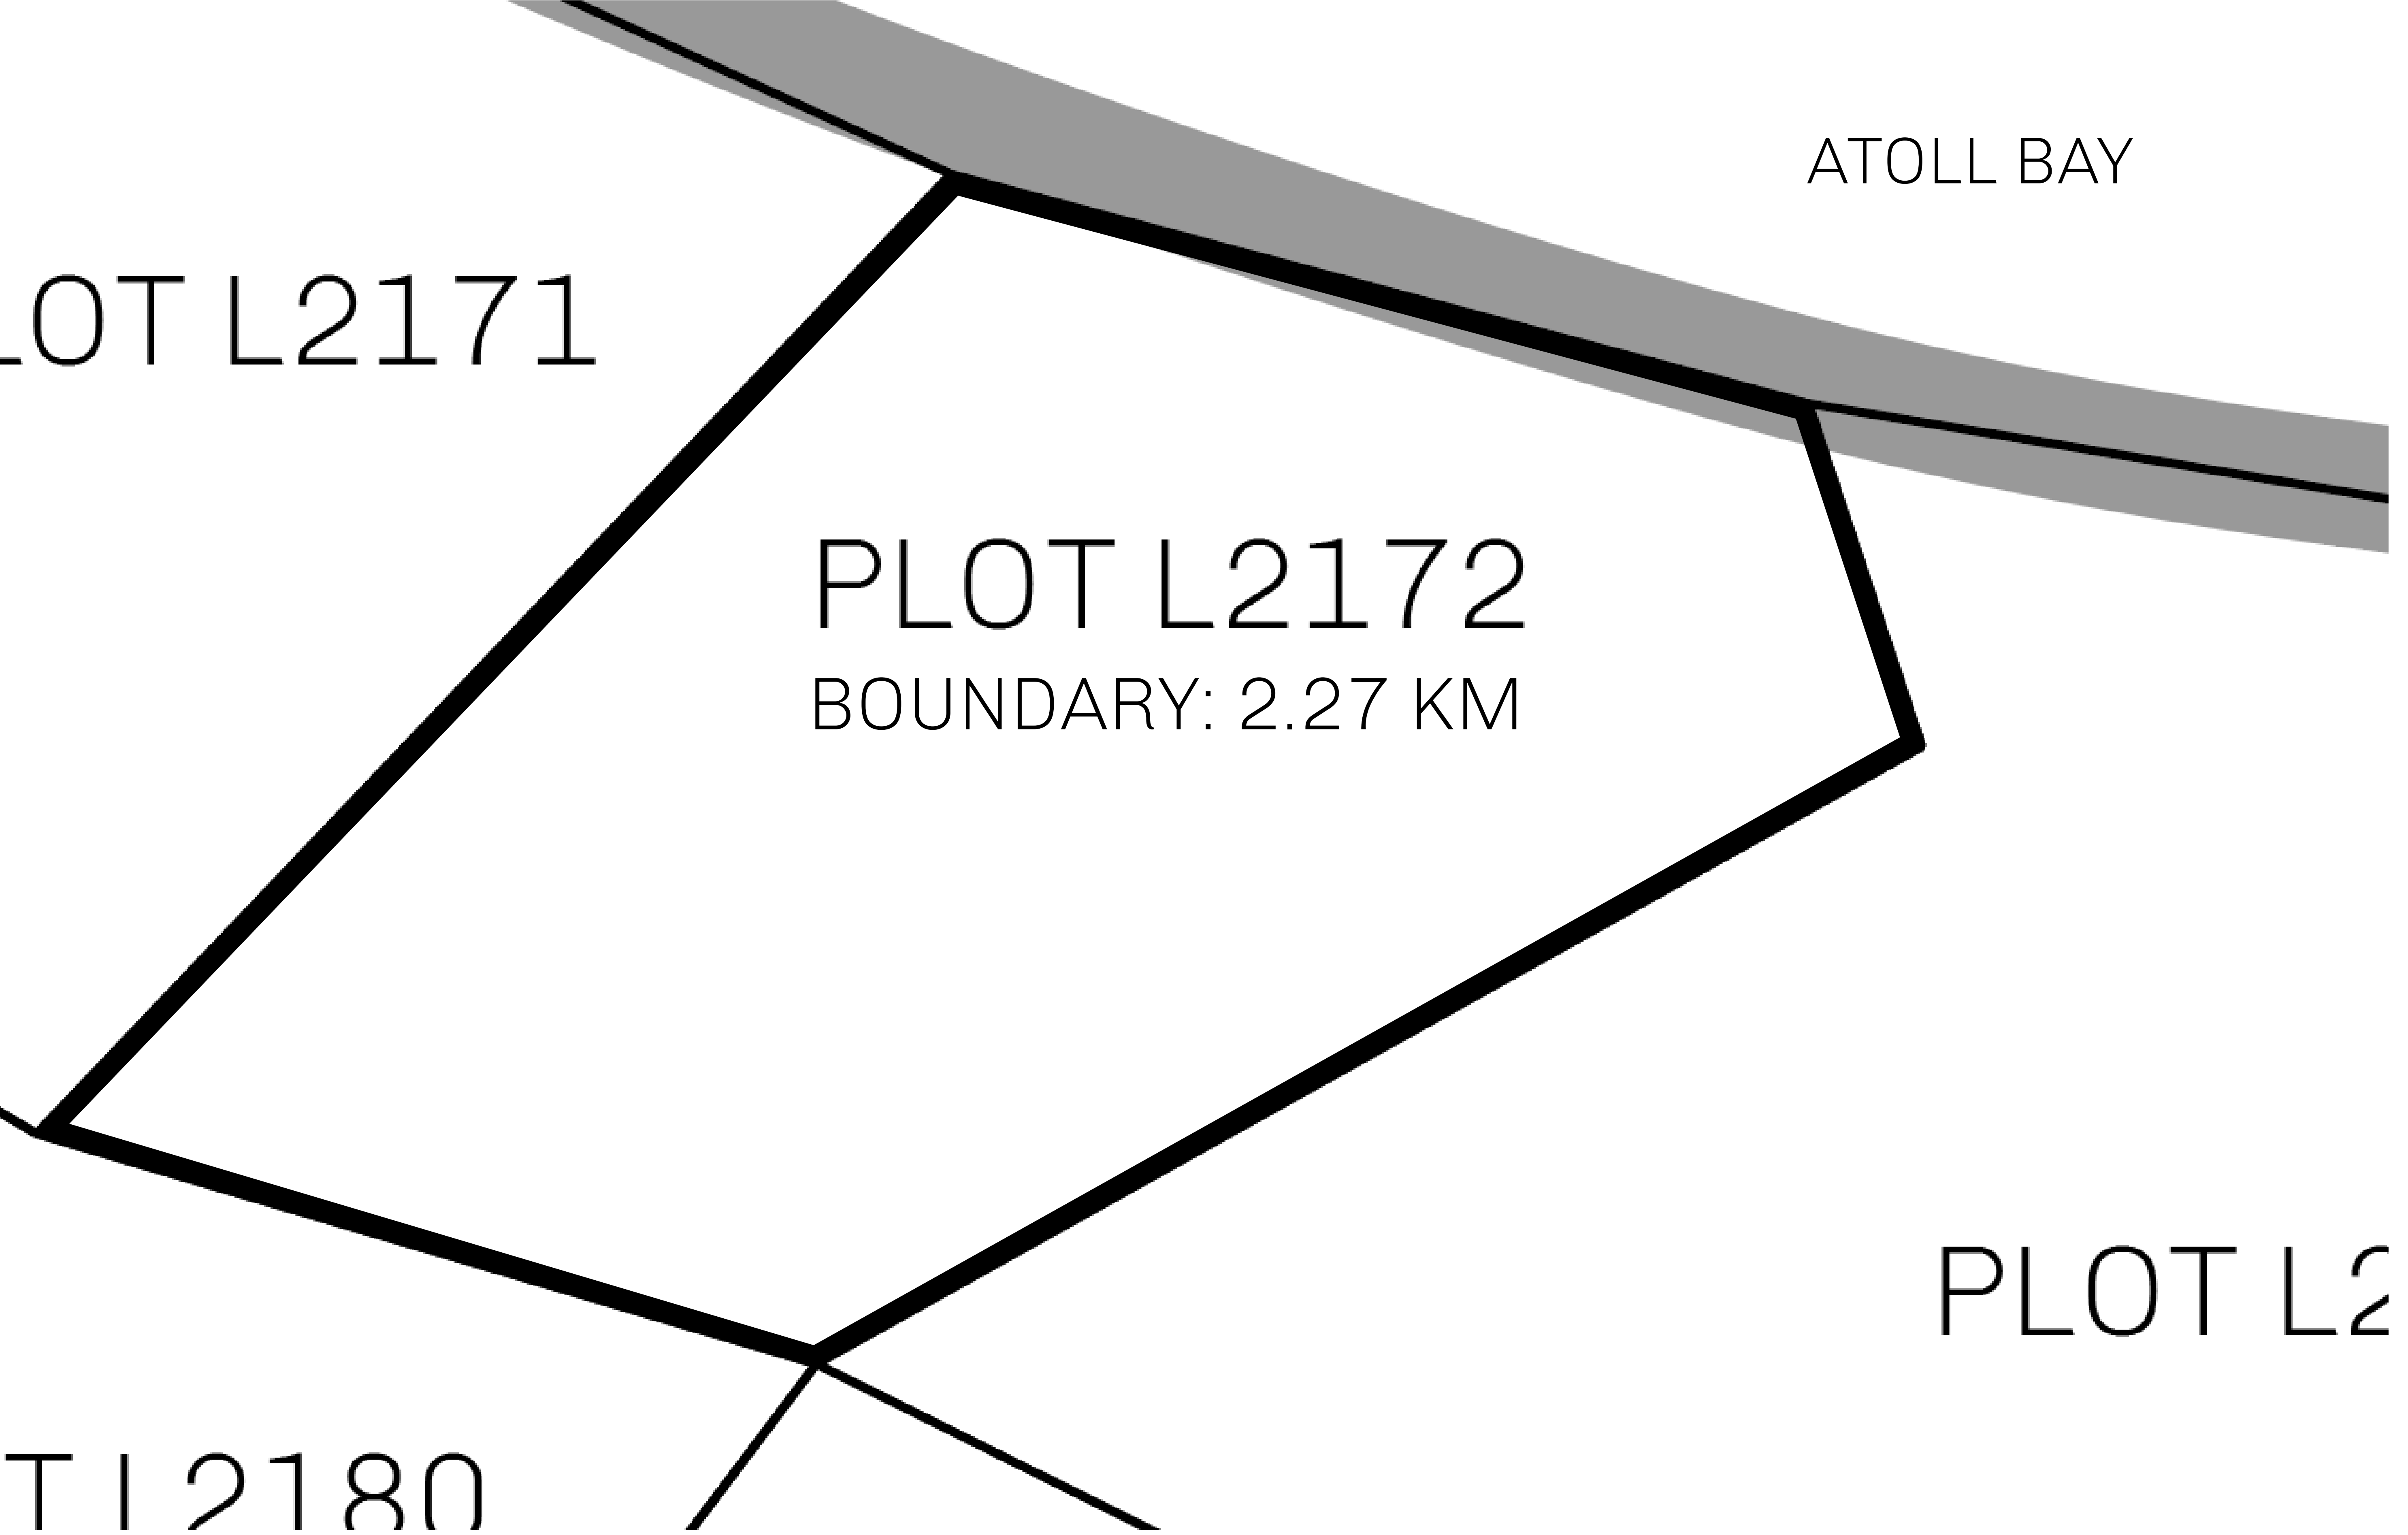 ATOLL BAY
LOT L2171
PLOT L2172
BOUNDARY: 2.27 KM
PLOT L2
T L2180